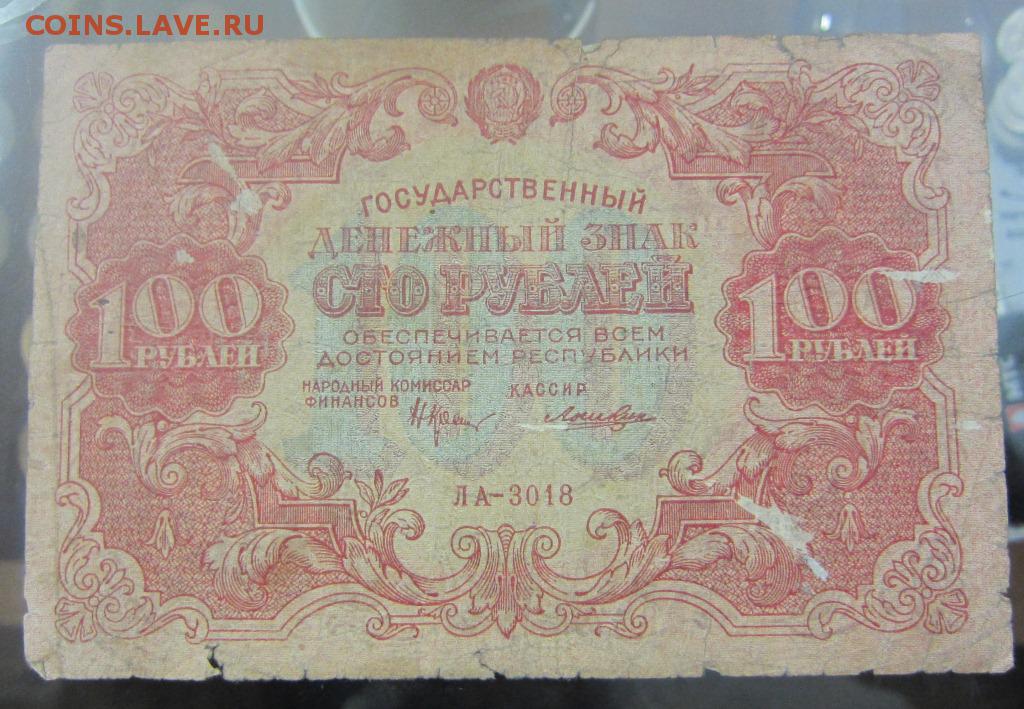 COINS.LAVE.RU
ГОСУДАРСТВЕННЫЙ
ДЕНЕЖНЫЙ ЗНАК
СТО РУБЛЕЙ
ОБЕСПЕЧИВАЕТСЯ ВСЕМ
ДОСТОЯНИЕМ РЕСПУБЛИКИ
100
РУБЛЕЙ
100
РУБЛЕЙ
НАРОДНЫЙ КОМИССАР
ФИНАНСОВ
КАССИР
ЛА-3018
100